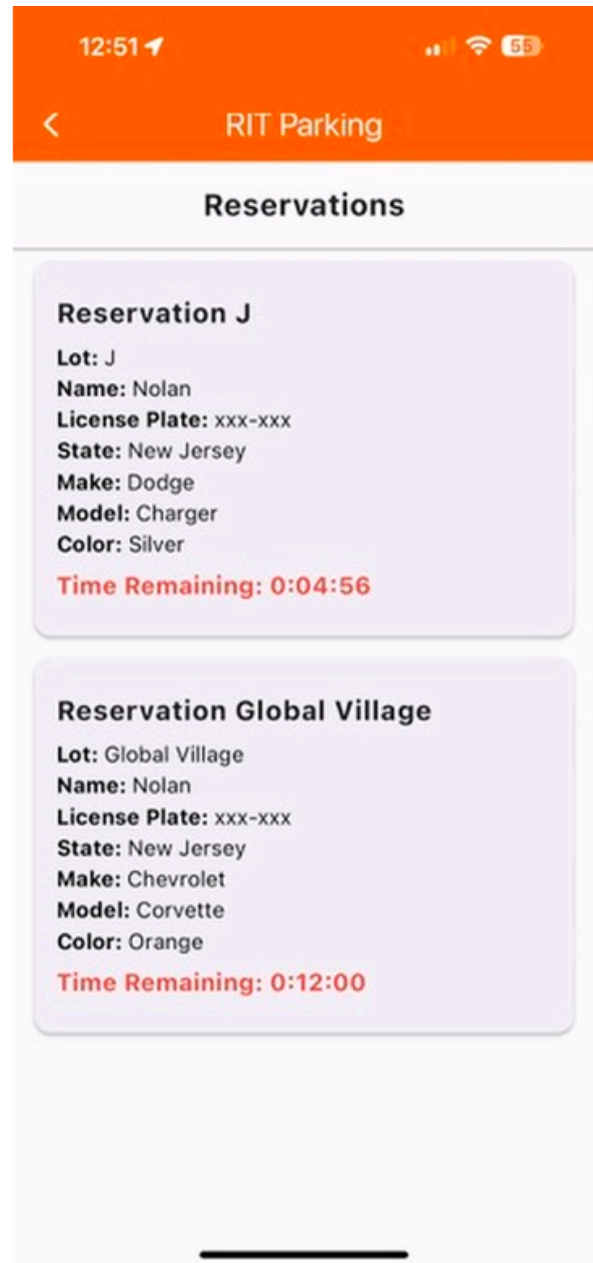 12:51
55
RIT Parking
Reservations
Reservation J
Lot: J
Name: Nolan
License Plate: xxx-xxx
State: New Jersey
Make: Dodge
Model: Charger
Color: Silver
Time Remaining: 0:04:56
Reservation Global Village
Lot: Global Village
Name: Nolan
License Plate: xxx-xxx
State: New Jersey
Make: Chevrolet
Model: Corvette
Color: Orange
Time Remaining: 0:12:00